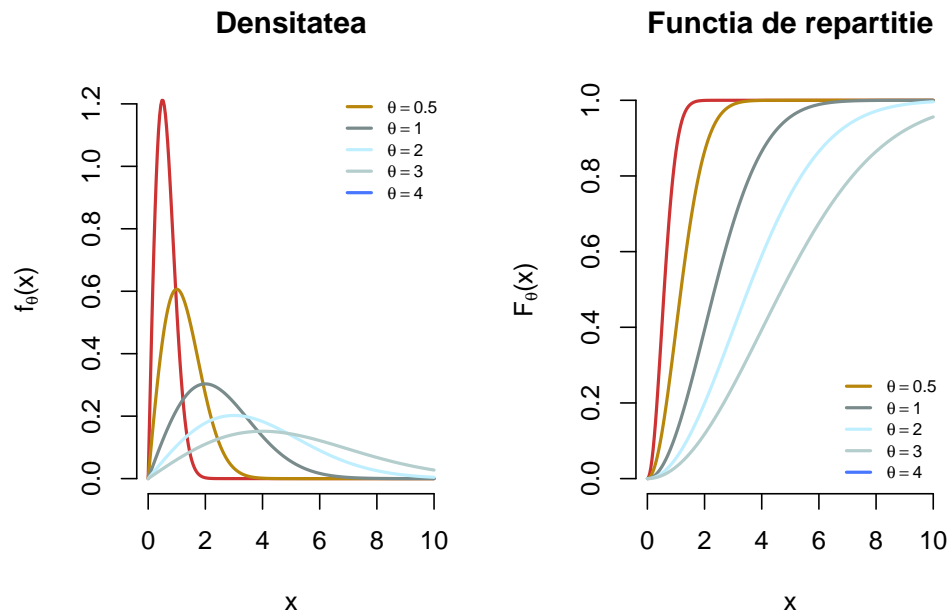 Densitatea
f_θ(x)
1.2
1.0
0.8
0.6
0.4
0.2
0.0
θ = 0.5
θ = 1
θ = 2
θ = 3
θ = 4
0 2 4 6 8 10
x
Functia de repartitie
F_θ(x)
1.0
0.8
0.6
0.4
0.2
0.0
θ = 0.5
θ = 1
θ = 2
θ = 3
θ = 4
0 2 4 6 8 10
x